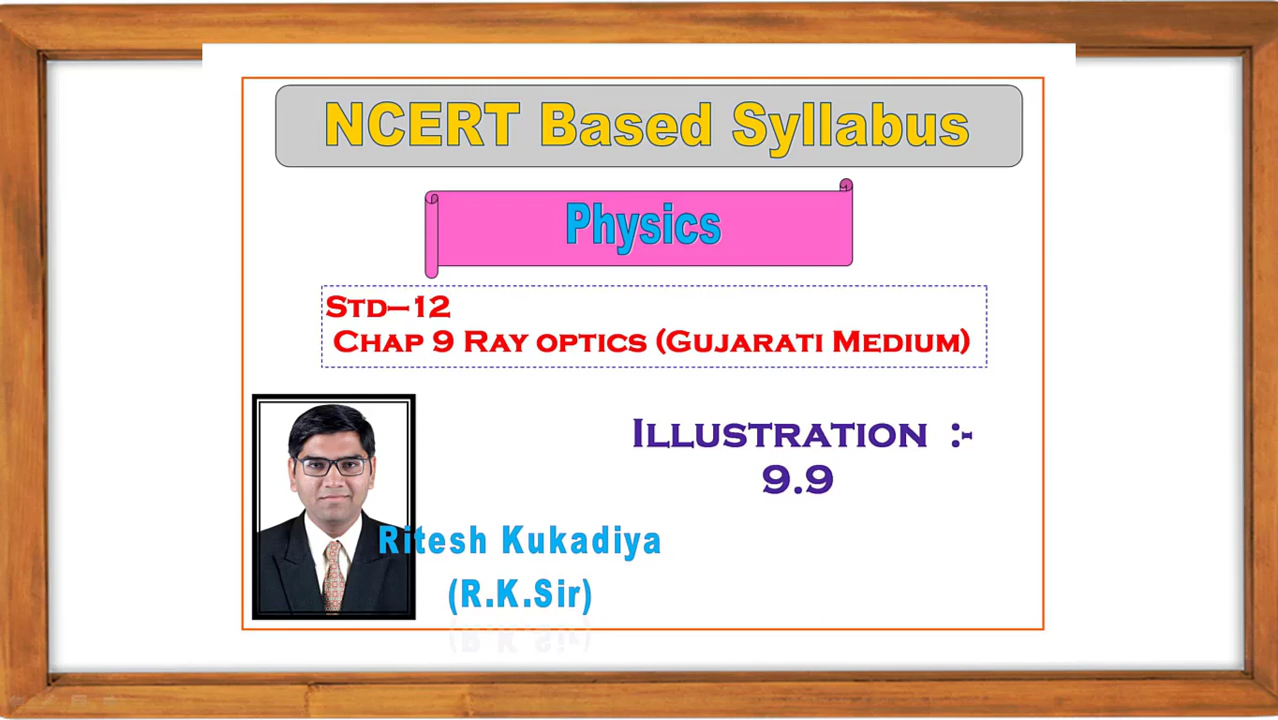 NCERT Based Syllabus
Physics
Std–12
Chap 9 Ray optics (Gujarati Medium)
Illustration :-
9.9
Ritesh Kukadiya
(R.K.Sir)